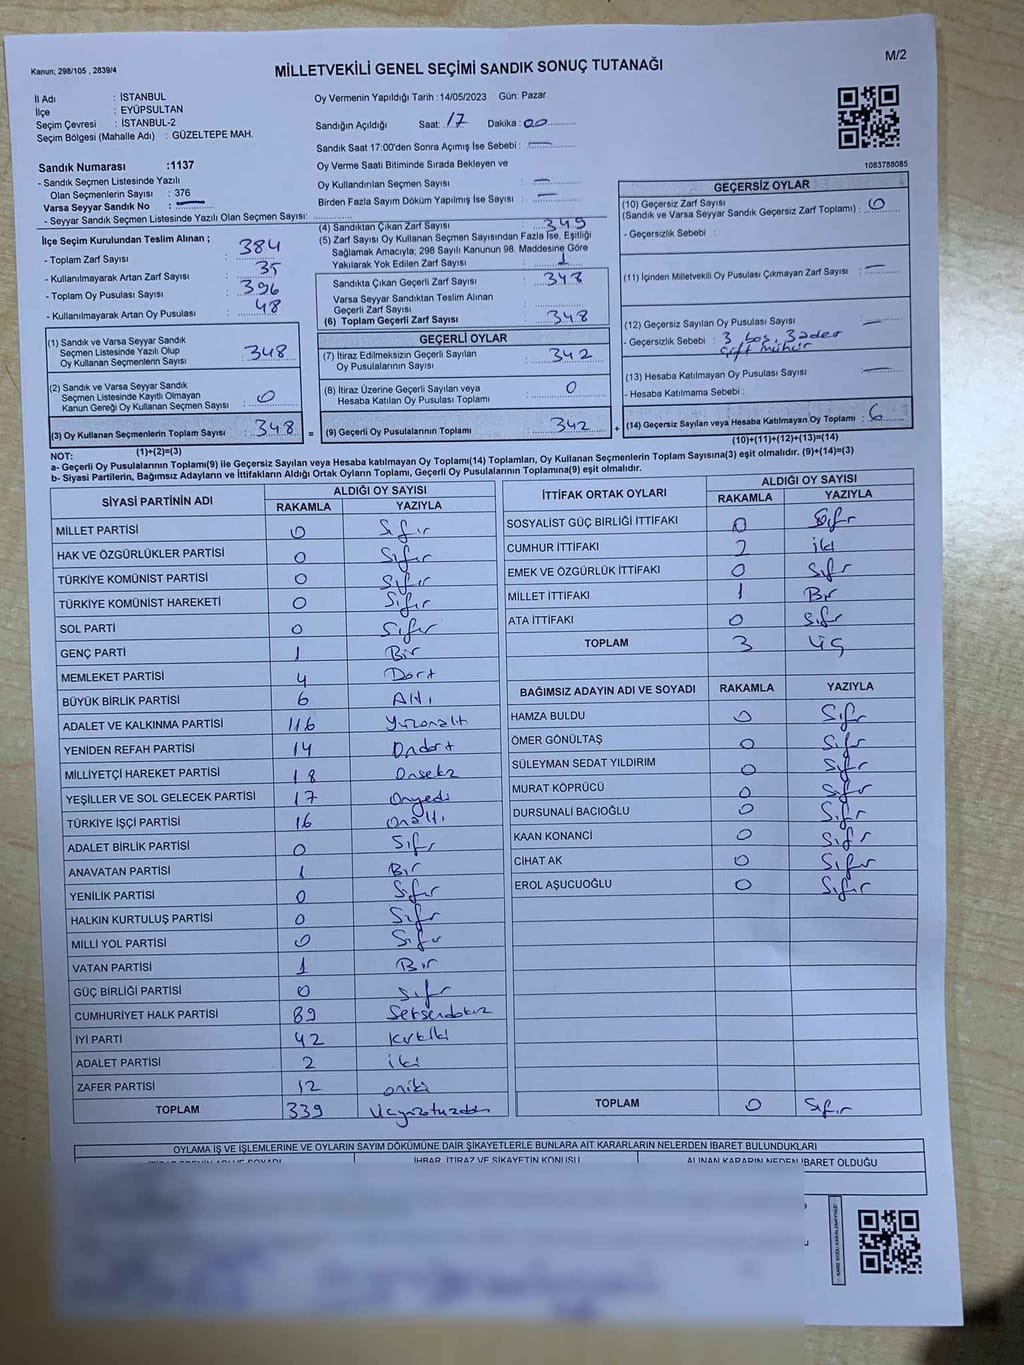 Kanun; 298/105 , 2839/4
M/2
MİLLETVEKİLİ GENEL SEÇİMİ SANDIK SONUÇ TUTANAĞI
İl Adı : İSTANBUL
İlçe : EYÜPSULTAN
Seçim Çevresi : İSTANBUL-2
Seçim Bölgesi (Mahalle Adı) : GÜZELTEPE MAH.
Sandık Numarası :1137
- Sandık Seçmen Listesinde Yazılı
Olan Seçmenlerin Sayısı : 376
Varsa Seyyar Sandık No :
- Seyyar Sandık Seçmen Listesinde Yazılı Olan Seçmen Sayısı:
Oy Vermenin Yapıldığı Tarih :14/05/2023 Gün: Pazar
Sandığın Açıldığı Saat: 17 Dakika: 00
Sandık Saat 17:00'den Sonra Açımış İse Sebebi : —
Oy Verme Saati Bitiminde Sırada Bekleyen ve
Oy Kullandırılan Seçmen Sayısı : —
Birden Fazla Sayım Döküm Yapılmış İse Sayısı : —
1083788085
İlçe Seçim Kurulundan Teslim Alınan ;
- Toplam Zarf Sayısı : 384
- Kullanılmayarak Artan Zarf Sayısı : 35
- Toplam Oy Pusulası Sayısı : 396
- Kullanılmayarak Artan Oy Pusulası : 48
(1) Sandık ve Varsa Seyyar Sandık
Seçmen Listesinde Yazılı Olup
Oy Kullanan Seçmenlerin Sayısı : 348
(2) Sandık ve Varsa Seyyar Sandık
Seçmen Listesinde Kayıtlı Olmayan
Kanun Gereği Oy Kullanan Seçmen Sayısı : 0
(3) Oy Kullanan Seçmenlerin Toplam Sayısı : 348
(1)+(2)=(3)
(4) Sandıktan Çıkan Zarf Sayısı : 349
(5) Zarf Sayısı Oy Kullanan Seçmen Sayısından Fazla İse, Eşitliği
Sağlamak Amacıyla; 298 Sayılı Kanunun 98. Maddesine Göre
Yakılarak Yok Edilen Zarf Sayısı : 1
Sandıkta Çıkan Geçerli Zarf Sayısı : 348
Varsa Seyyar Sandıktan Teslim Alınan
Geçerli Zarf Sayısı :
(6) Toplam Geçerli Zarf Sayısı : 348
GEÇERLİ OYLAR
(7) İtiraz Edilmeksizin Geçerli Sayılan
Oy Pusulalarının Sayısı : 342
(8) İtiraz Üzerine Geçerli Sayılan veya
Hesaba Katılan Oy Pusulası Toplamı : 0
= (9) Geçerli Oy Pusulalarının Toplamı : 342 +
GEÇERSİZ OYLAR
(10) Geçersiz Zarf Sayısı
(Sandık ve Varsa Seyyar Sandık Geçersiz Zarf Toplamı) : 0
- Geçersizlik Sebebi :
(11) İçinden Milletvekili Oy Pusulası Çıkmayan Zarf Sayısı : —
(12) Geçersiz Sayılan Oy Pusulası Sayısı : —
- Geçersizlik Sebebi : 3 boş, 3 adet
çift mühür
(13) Hesaba Katılmayan Oy Pusulası Sayısı : —
- Hesaba Katılmama Sebebi :
(14) Geçersiz Sayılan veya Hesaba Katılmayan Oy Toplamı : 6
(10)+(11)+(12)+(13)=(14)
NOT:
a- Geçerli Oy Pusulalarının Toplamı(9) ile Geçersiz Sayılan veya Hesaba katılmayan Oy Toplamı(14) Toplamları, Oy Kullanan Seçmenlerin Toplam Sayısına(3) eşit olmalıdır. (9)+(14)=(3)
b- Siyasi Partilerin, Bağımsız Adayların ve İttifakların Aldığı Ortak Oyların Toplamı, Geçerli Oy Pusulalarının Toplamına(9) eşit olmalıdır.
SİYASİ PARTİNİN ADI ALDIĞI OY SAYISI
RAKAMLA YAZIYLA
MİLLET PARTİSİ 0 Sıfır
HAK VE ÖZGÜRLÜKLER PARTİSİ 0 Sıfır
TÜRKİYE KOMÜNİST PARTİSİ 0 Sıfır
TÜRKİYE KOMÜNİST HAREKETİ 0 Sıfır
SOL PARTİ 0 Sıfır
GENÇ PARTİ 1 Bir
MEMLEKET PARTİSİ 4 Dört
BÜYÜK BİRLİK PARTİSİ 6 Altı
ADALET VE KALKINMA PARTİSİ 116 Yüzonaltı
YENİDEN REFAH PARTİSİ 14 Ondört
MİLLİYETÇİ HAREKET PARTİSİ 18 Onsekiz
YEŞİLLER VE SOL GELECEK PARTİSİ 17 Onyedi
TÜRKİYE İŞÇİ PARTİSİ 16 Onaltı
ADALET BİRLİK PARTİSİ 0 Sıfır
ANAVATAN PARTİSİ 1 Bir
YENİLİK PARTİSİ 0 Sıfır
HALKIN KURTULUŞ PARTİSİ 0 Sıfır
MİLLİ YOL PARTİSİ 0 Sıfır
VATAN PARTİSİ 1 Bir
GÜÇ BİRLİĞİ PARTİSİ 0 Sıfır
CUMHURİYET HALK PARTİSİ 89 Seksendokuz
İYİ PARTİ 42 Kırkiki
ADALET PARTİSİ 2 iki
ZAFER PARTİSİ 12 oniki
TOPLAM 339 Üçyüzotuzdokuz
İTTİFAK ORTAK OYLARI ALDIĞI OY SAYISI
RAKAMLA YAZIYLA
SOSYALİST GÜÇ BİRLİĞİ İTTİFAKI 0 Sıfır
CUMHUR İTTİFAKI 2 iki
EMEK VE ÖZGÜRLÜK İTTİFAKI 0 Sıfır
MİLLET İTTİFAKI 1 Bir
ATA İTTİFAKI 0 Sıfır
TOPLAM 3 üç
BAĞIMSIZ ADAYIN ADI VE SOYADI RAKAMLA YAZIYLA
HAMZA BULDU 0 Sıfır
ÖMER GÖNÜLTAŞ 0 Sıfır
SÜLEYMAN SEDAT YILDIRIM 0 Sıfır
MURAT KÖPRÜCÜ 0 Sıfır
DURSUNALİ BACIOĞLU 0 Sıfır
KAAN KONANCİ 0 Sıfır
CİHAT AK 0 Sıfır
EROL AŞUCUOĞLU 0 Sıfır
TOPLAM 0 Sıfır
OYLAMA İŞ VE İŞLEMLERİNE VE OYLARIN SAYIM DÖKÜMÜNE DAİR ŞİKAYETLERLE BUNLARA AİT KARARLARIN NELERDEN İBARET BULUNDUKLARI
İHBAR, İTİRAZ VE ŞİKAYETİN KONUSU ALINAN KARARIN NEDEN İBARET OLDUĞU